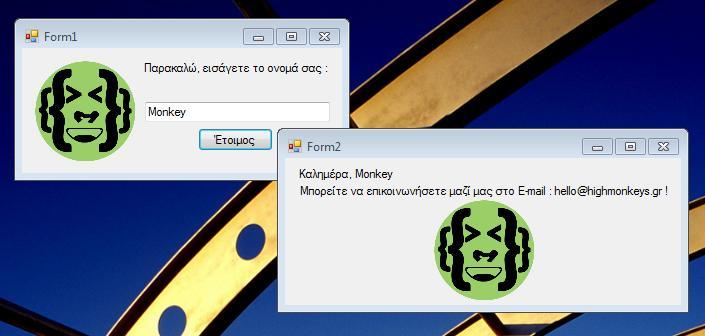 Form1
Παρακαλώ, εισάγετε το ονομά σας :
Monkey
Έτοιμος
Form2
Καλημέρα, Monkey
Μπορείτε να επικοινωνήσετε μαζί μας στο E-mail : hello@highmonkeys.gr !